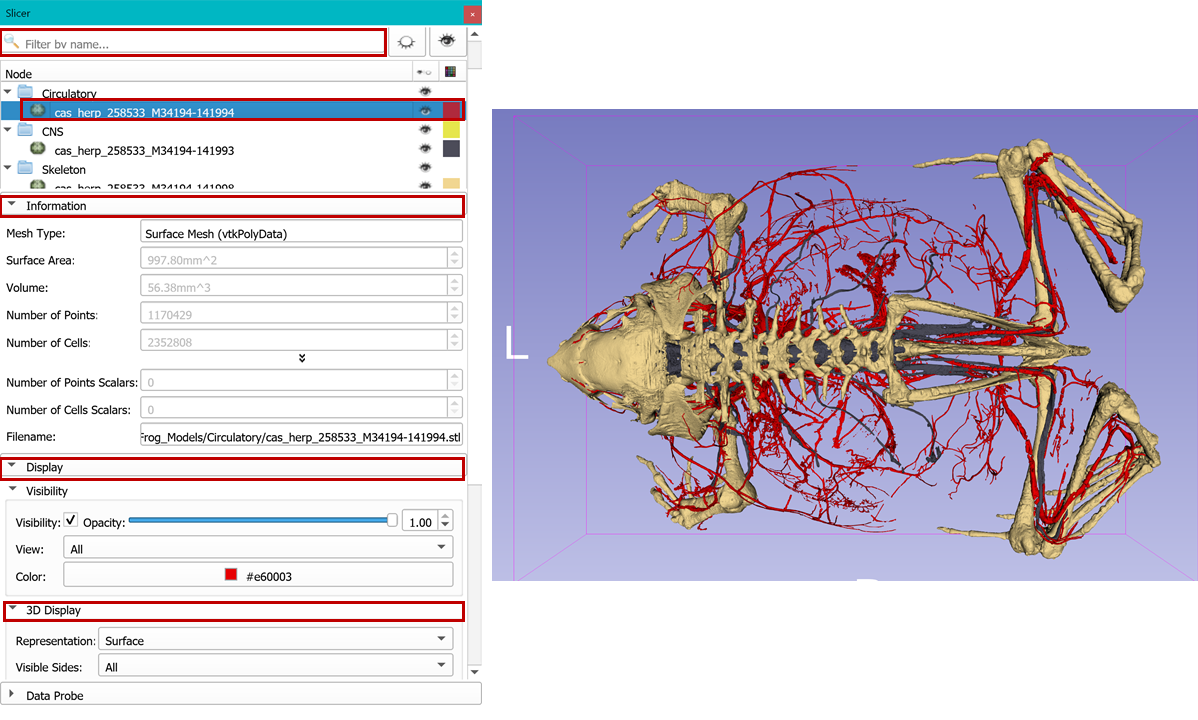 Slicer
Filter by name...
Node
Circulatory
cas_herp_258533_M34194-141994
CNS
cas_herp_258533_M34194-141993
Skeleton
cas_herp_258533_M34194-141998
Information
Mesh Type: Surface Mesh (vtkPolyData)
Surface Area: 997.80mm^2
Volume: 56.38mm^3
Number of Points: 1170429
Number of Cells: 2352808
Number of Points Scalars: 0
Number of Cells Scalars: 0
Filename: Frog_Models/Circulatory/cas_herp_258533_M34194-141994.stl
Display
Visibility
Visibility: Opacity: 1.00
View: All
Color: #e60003
3D Display
Representation: Surface
Visible Sides: All
Data Probe
L